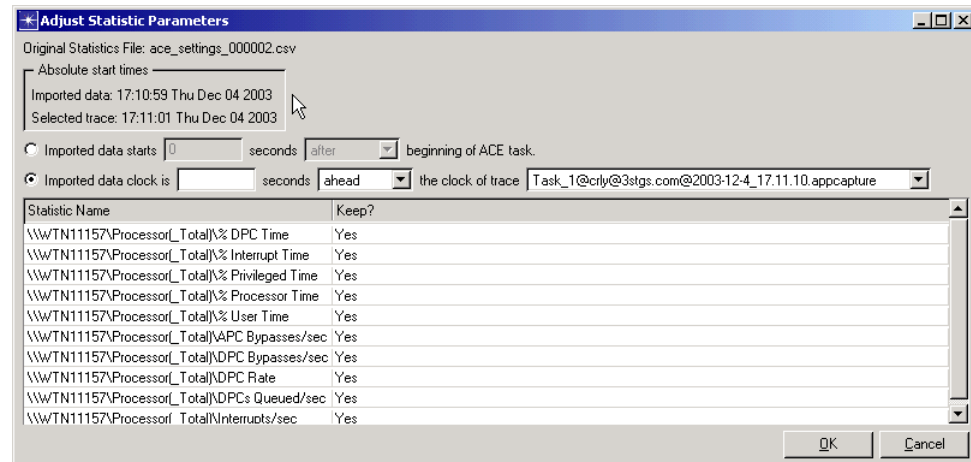 Adjust Statistic Parameters
Original Statistics File: ace_settings_000002.csv
Absolute start times
Imported data: 17:10:59 Thu Dec 04 2003
Selected trace: 17:11:01 Thu Dec 04 2003
Imported data starts 0 seconds after beginning of ACE task.
Imported data clock is seconds ahead the clock of trace Task_1@crly@3stgs.com@2003-12-4_17.11.10.appcapture
Statistic Name Keep?
\\WTN11157\Processor(_Total)\% DPC Time Yes
\\WTN11157\Processor(_Total)\% Interrupt Time Yes
\\WTN11157\Processor(_Total)\% Privileged Time Yes
\\WTN11157\Processor(_Total)\% Processor Time Yes
\\WTN11157\Processor(_Total)\% User Time Yes
\\WTN11157\Processor(_Total)\APC Bypasses/sec Yes
\\WTN11157\Processor(_Total)\DPC Bypasses/sec Yes
\\WTN11157\Processor(_Total)\DPC Rate Yes
\\WTN11157\Processor(_Total)\DPCs Queued/sec Yes
\\WTN11157\Processor(_Total)\Interrupts/sec Yes
OK Cancel